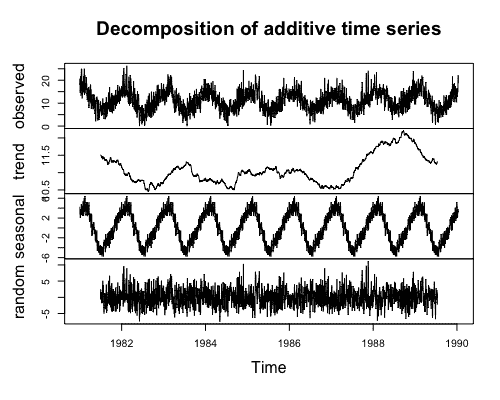 Decomposition of additive time series
observed
0 10 20
trend
10.5 11.5
seasonal
-6 -2 2
random
-5 5
1982 1984 1986 1988 1990
Time